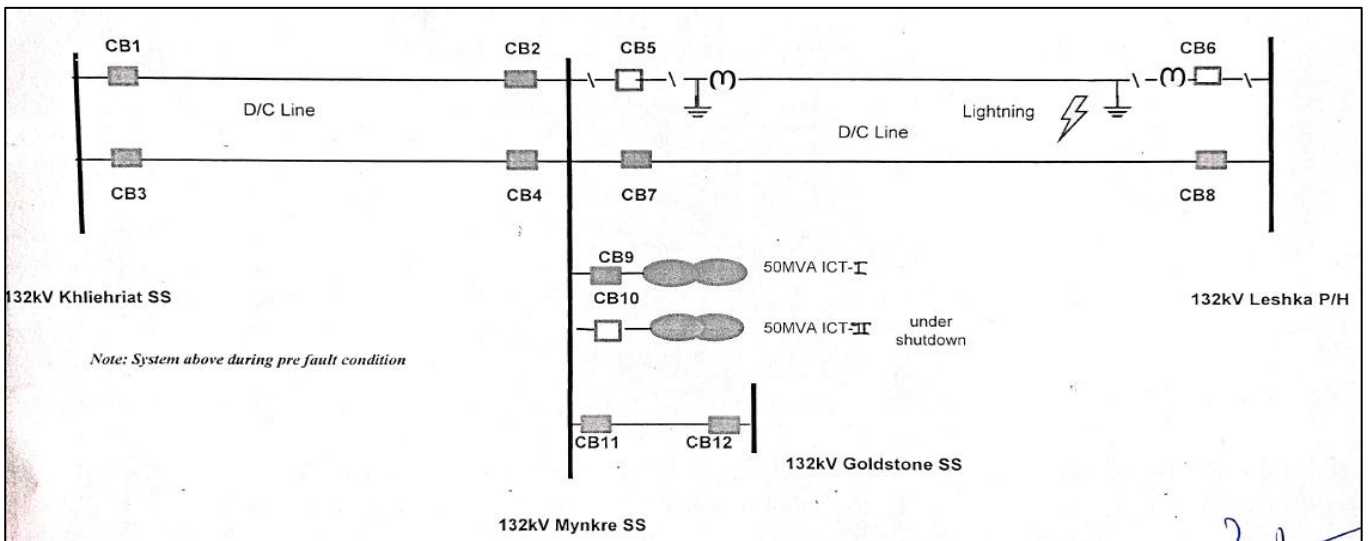 CB1
CB2
CB5
CB6
D/C Line
Lightning
D/C Line
CB3
CB4
CB7
CB8
CB9
50MVA ICT-I
132kV Khliehriat SS
CB10
132kV Leshka P/H
50MVA ICT-II
under
shutdown
Note: System above during pre fault condition
CB11
CB12
132kV Goldstone SS
132kV Mynkre SS